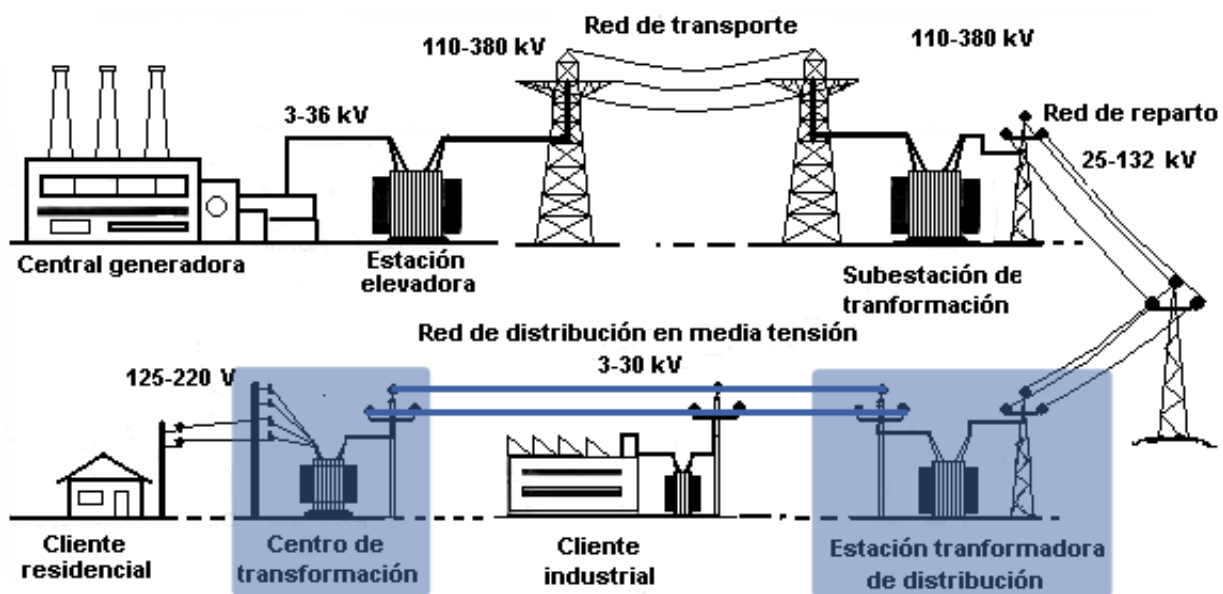 Red de transporte
110-380 kV
110-380 kV
3-36 kV
Red de reparto
25-132 kV
Central generadora
Estación
elevadora
Subestación de
tranformación
Red de distribución en media tensión
3-30 kV
125-220 V
Cliente
residencial
Centro de
transformación
Cliente
industrial
Estación tranformadora
de distribución